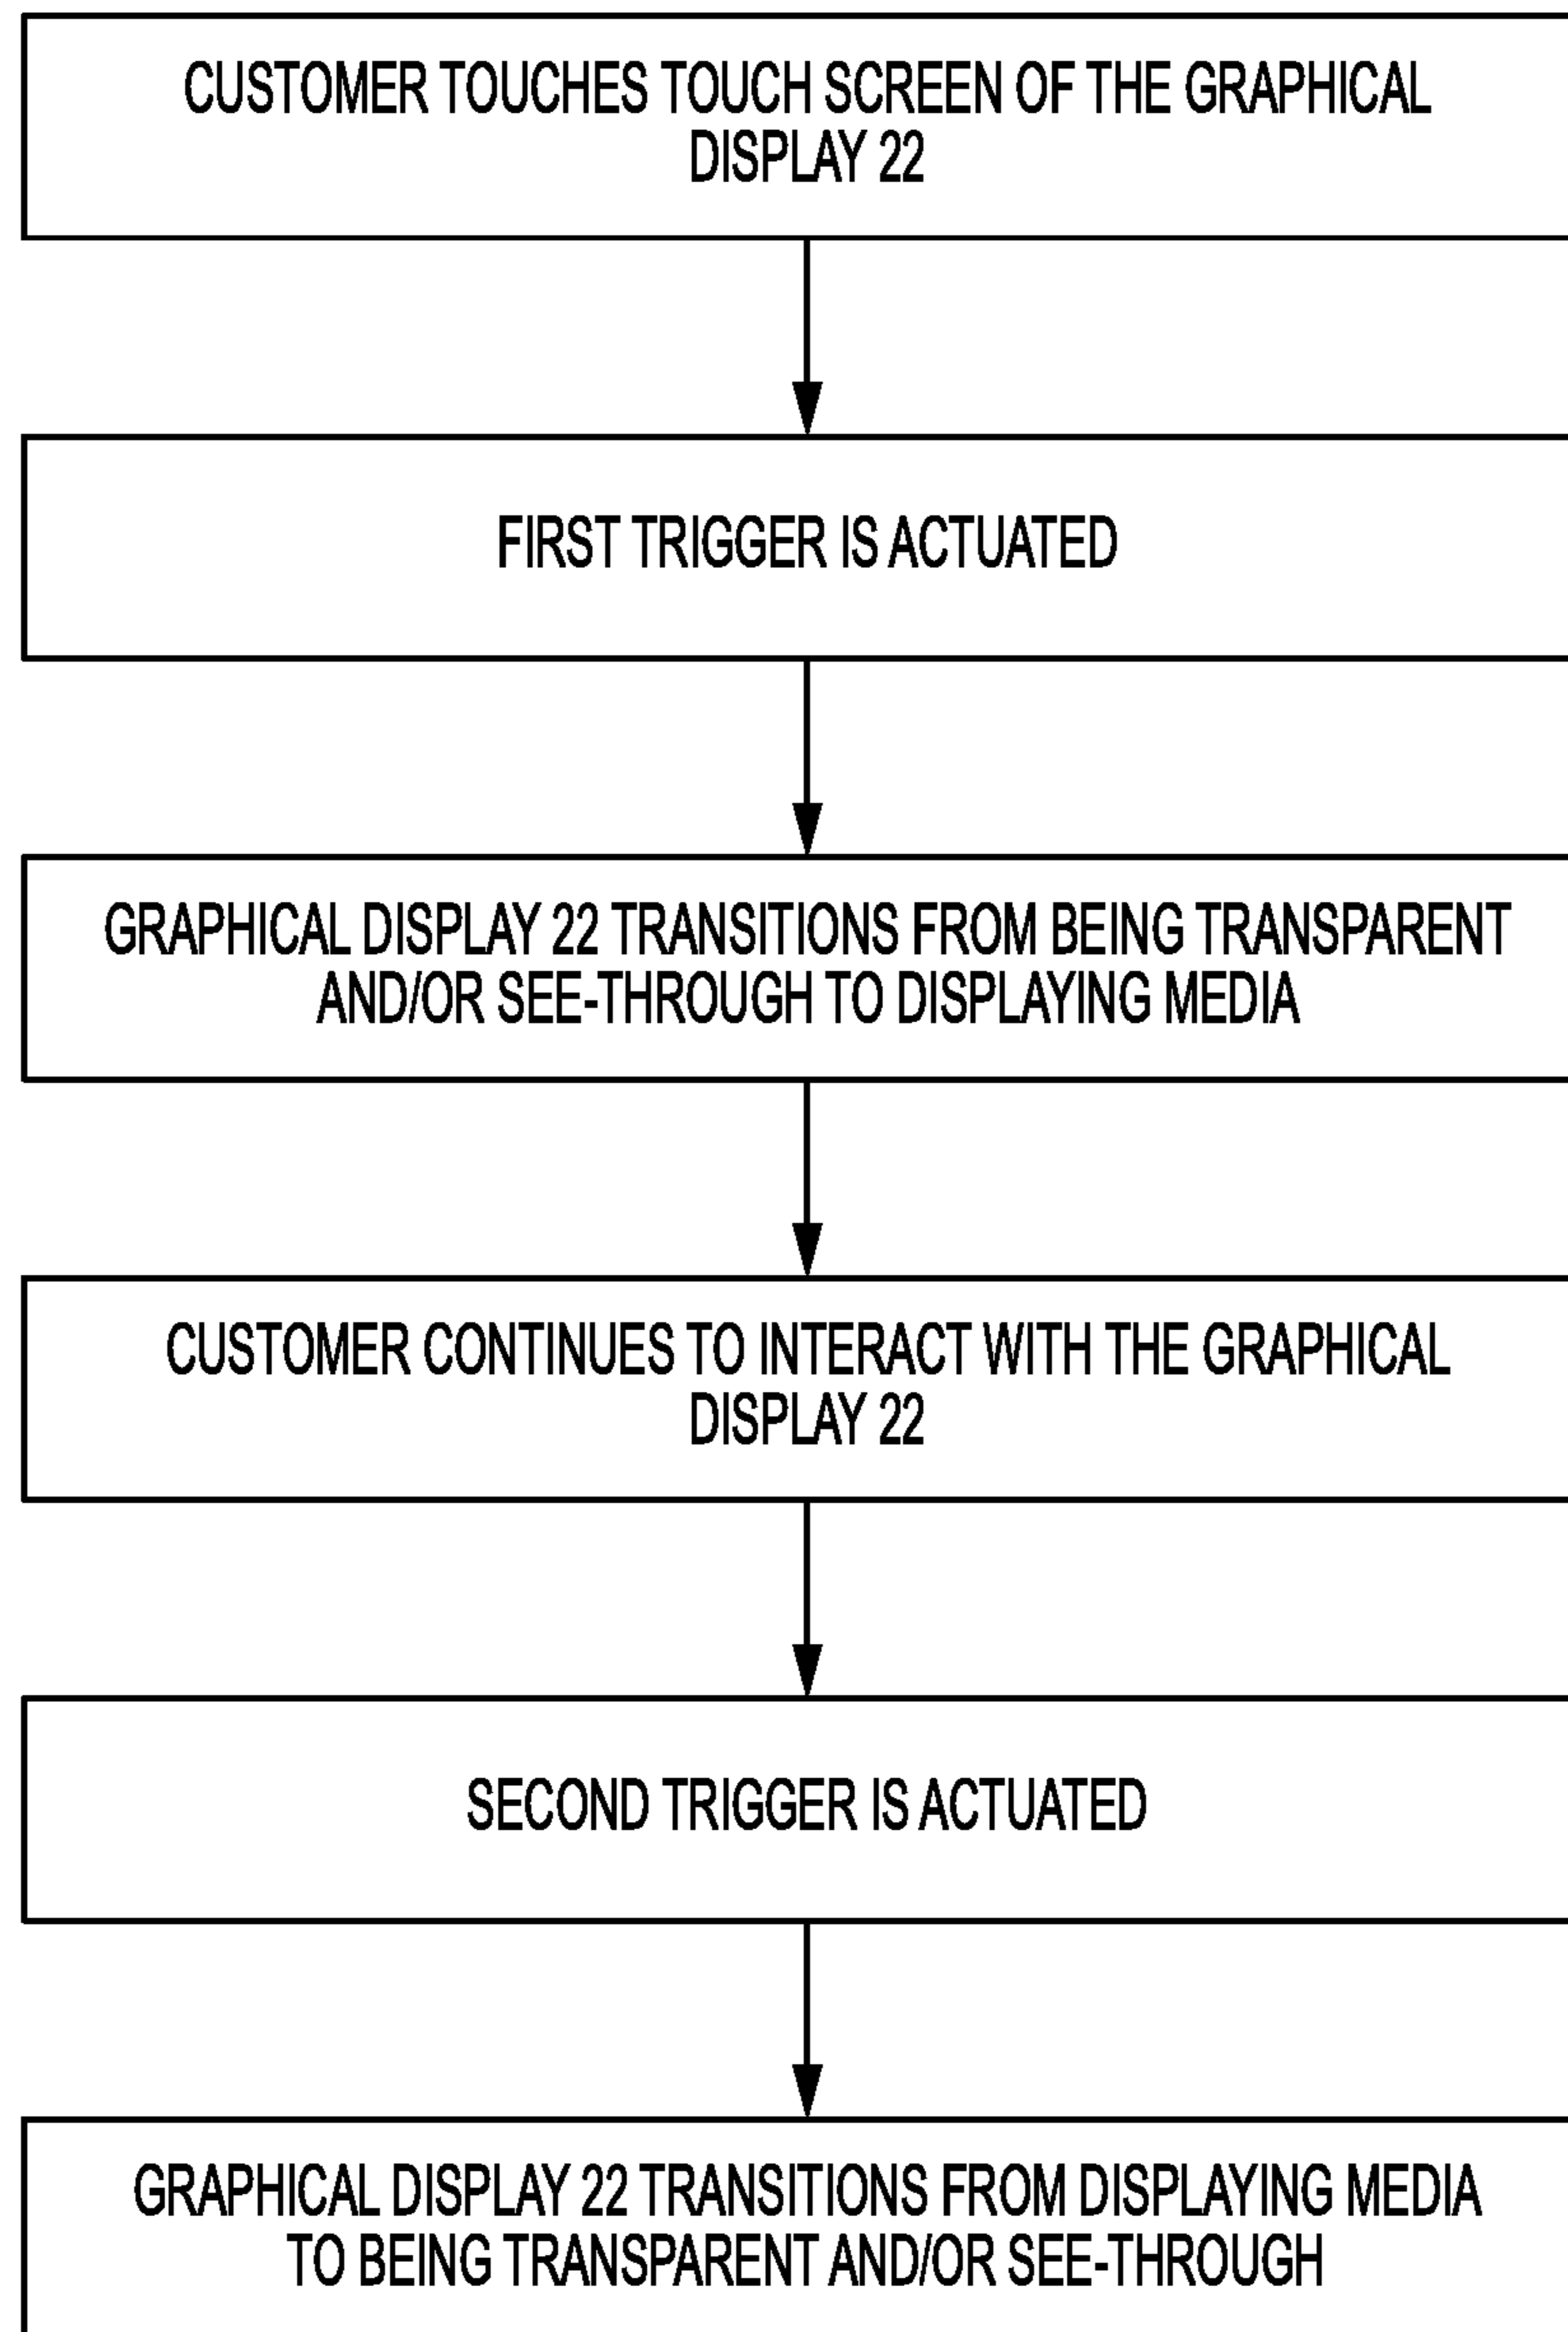 CUSTOMER TOUCHES TOUCH SCREEN OF THE GRAPHICAL
DISPLAY 22
FIRST TRIGGER IS ACTUATED
GRAPHICAL DISPLAY 22 TRANSITIONS FROM BEING TRANSPARENT
AND/OR SEE-THROUGH TO DISPLAYING MEDIA
CUSTOMER CONTINUES TO INTERACT WITH THE GRAPHICAL
DISPLAY 22
SECOND TRIGGER IS ACTUATED
GRAPHICAL DISPLAY 22 TRANSITIONS FROM DISPLAYING MEDIA
TO BEING TRANSPARENT AND/OR SEE-THROUGH